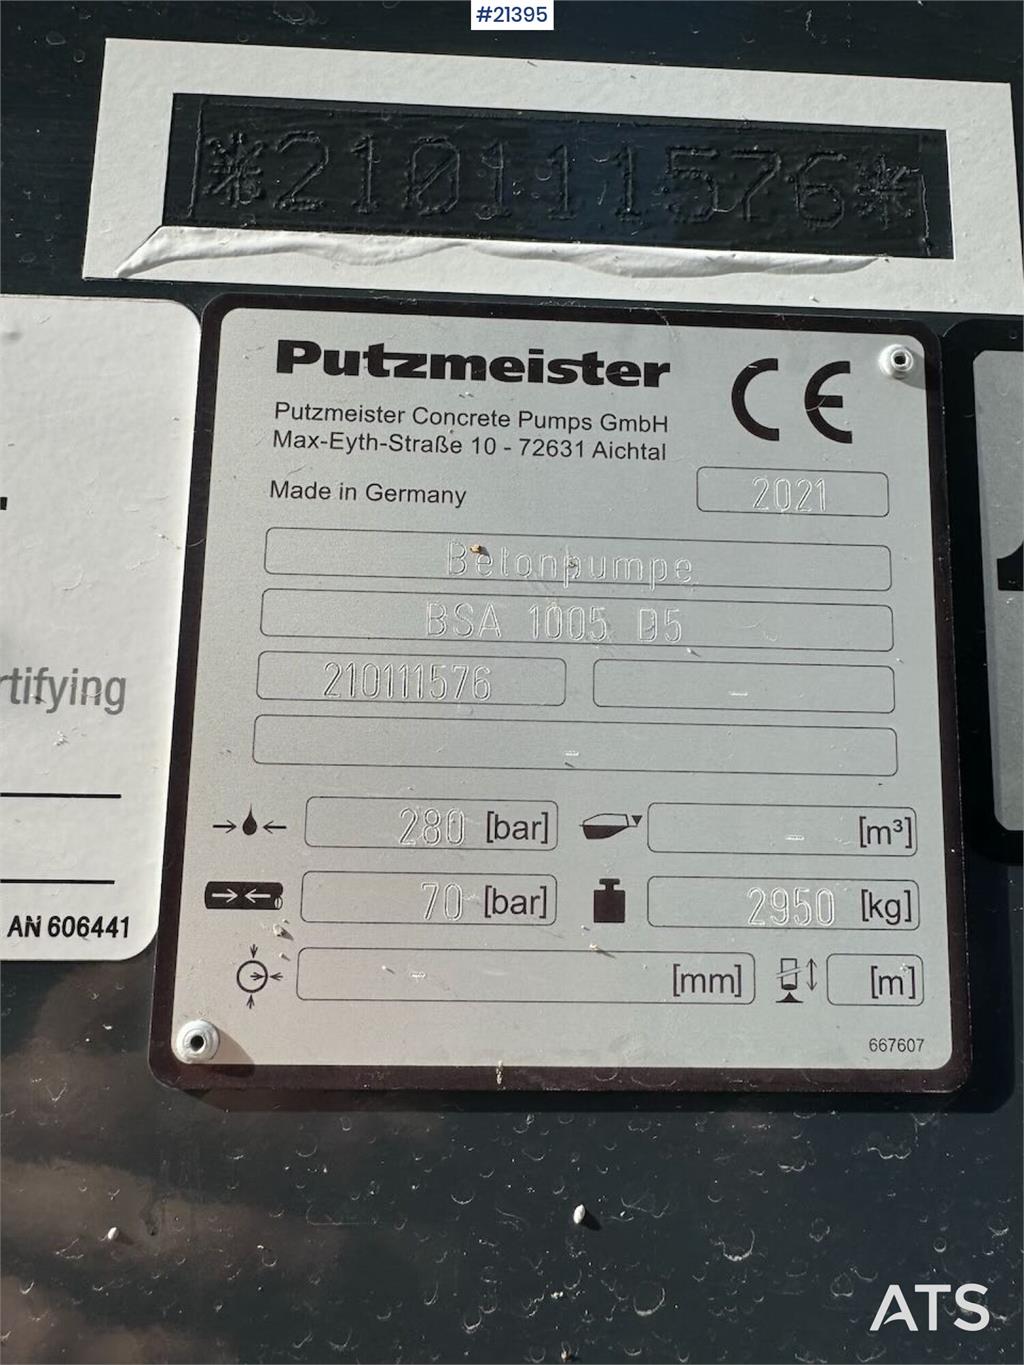 #21395
*210111576*
Putzmeister
CE
Putzmeister Concrete Pumps GmbH
Max-Eyth-Straße 10 - 72631 Aichtal
Made in Germany
2021
Betonpumpe
BSA 1005 D5
210111576 -
-
280 [bar] - [m³]
70 [bar] 2950 [kg]
- [mm] [m]
667607
rtifying
AN 606441
ATS